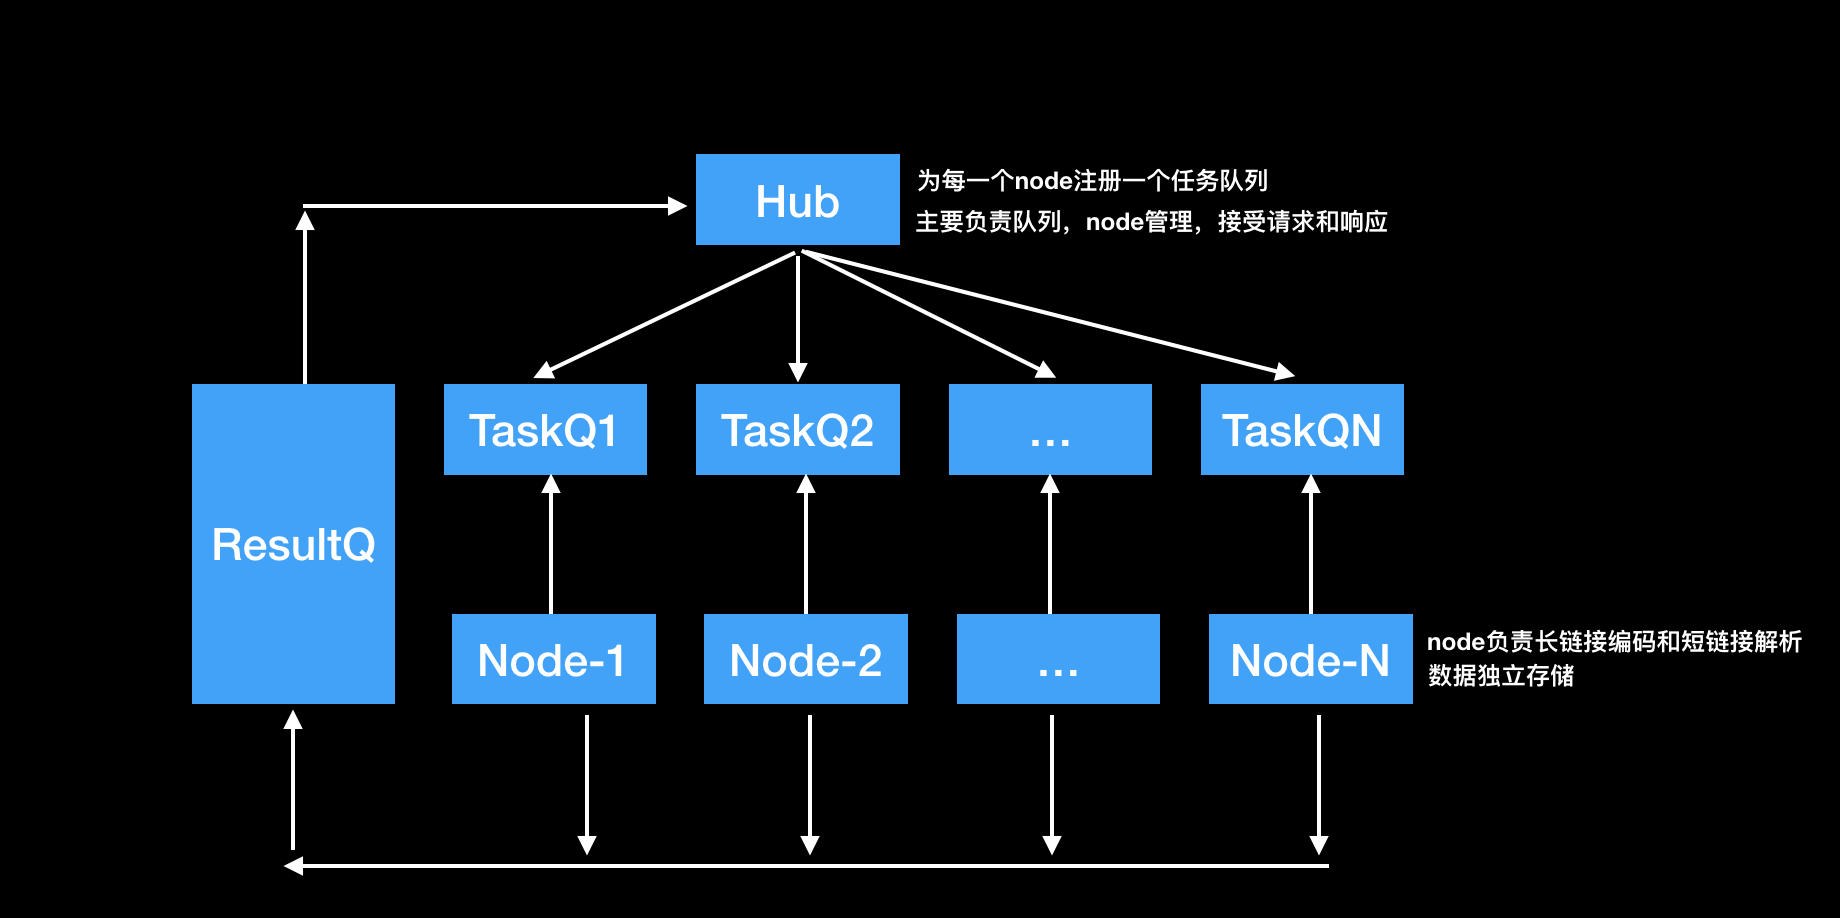 Hub
为每一个node注册一个任务队列
主要负责队列，node管理，接受请求和响应
TaskQ1
TaskQ2
...
TaskQN
ResultQ
Node-1
Node-2
...
Node-N
node负责长链接编码和短链接解析
数据独立存储